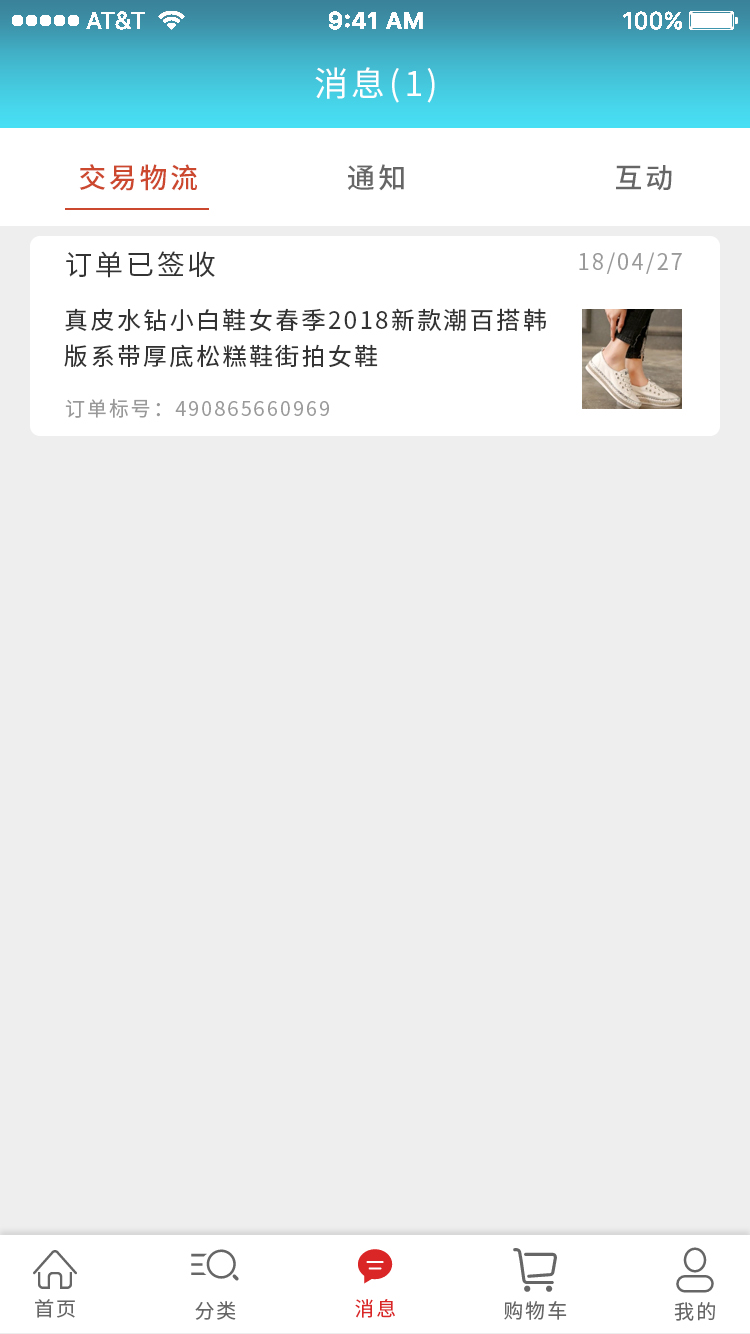 AT&T 9:41 AM 100%
消息(1)
交易物流 通知 互动
订单已签收 18/04/27
真皮水钻小白鞋女春季2018新款潮百搭韩
版系带厚底松糕鞋街拍女鞋
订单标号：490865660969
首页 分类 消息 购物车 我的